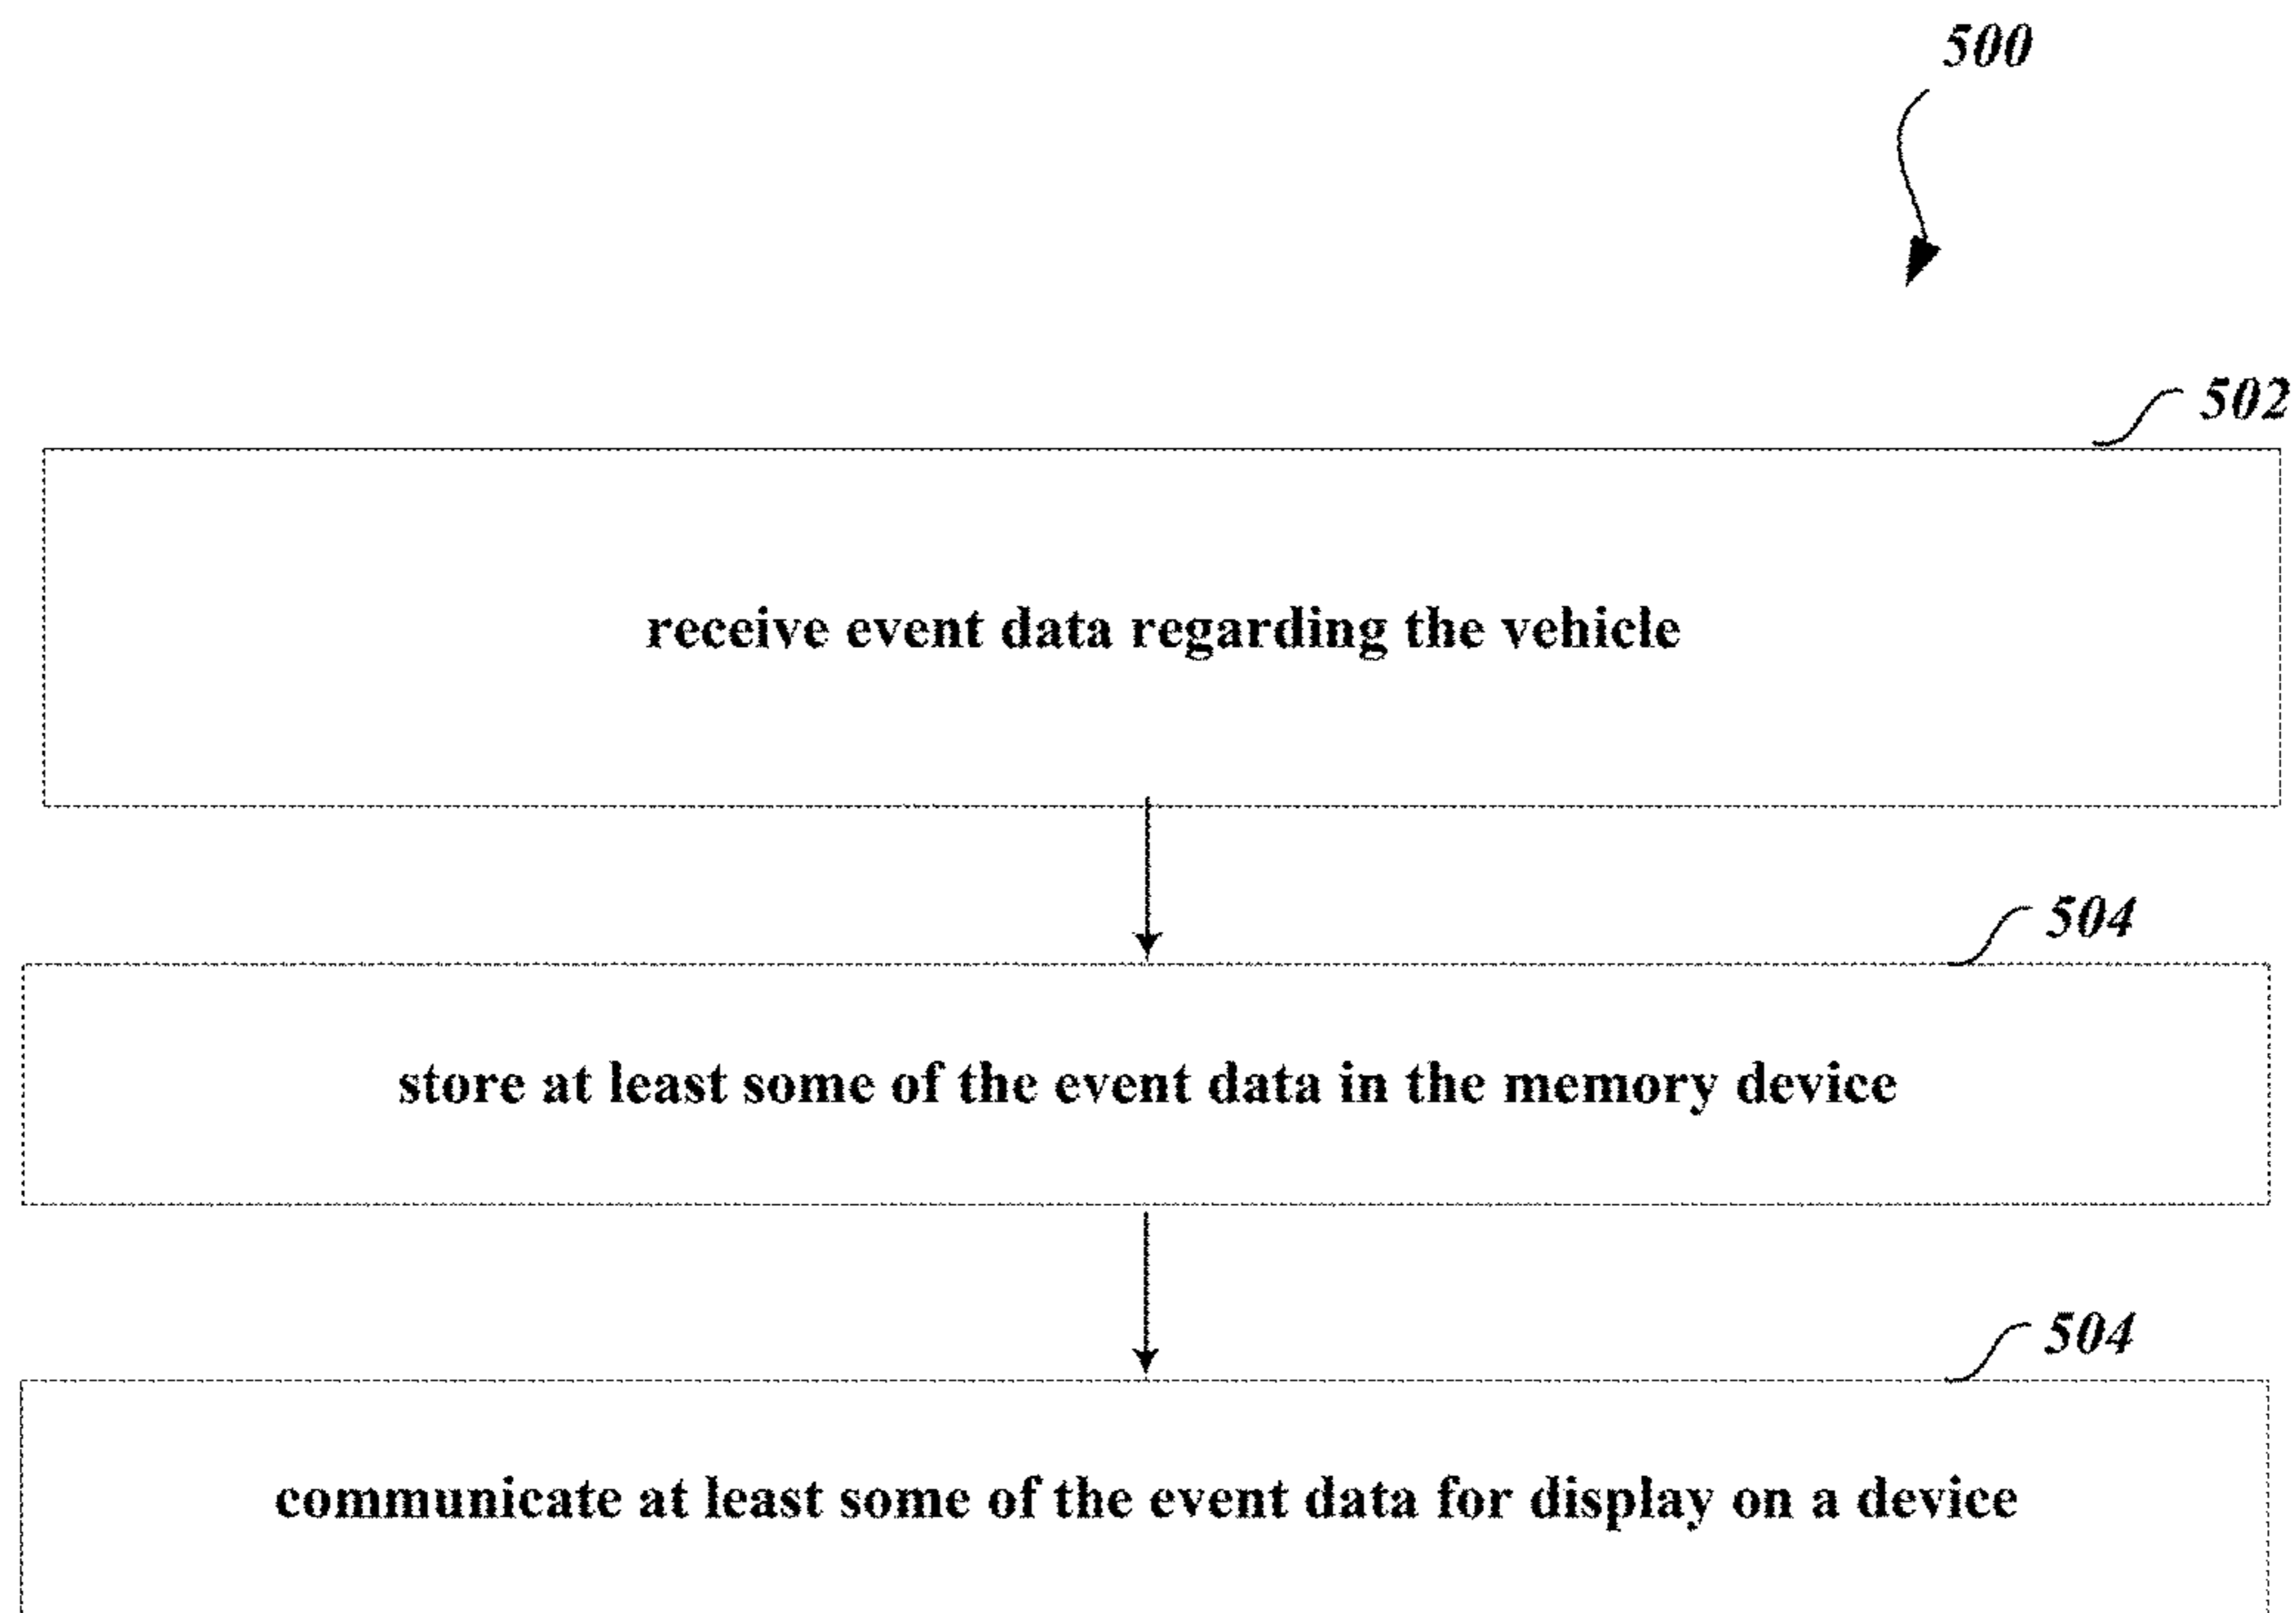 500
502
receive event data regarding the vehicle
504
store at least some of the event data in the memory device
504
communicate at least some of the event data for display on a device